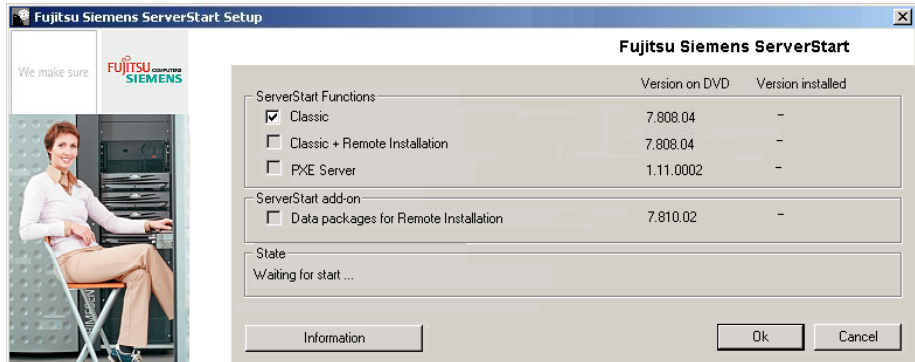 Fujitsu Siemens ServerStart Setup
We make sure
FUJITSU COMPUTERS
SIEMENS
Fujitsu Siemens ServerStart
Version on DVD Version installed
ServerStart Functions
Classic 7.808.04 -
Classic + Remote Installation 7.808.04 -
PXE Server 1.11.0002 -
ServerStart add-on
Data packages for Remote Installation 7.810.02 -
State
Waiting for start ...
Information Ok Cancel